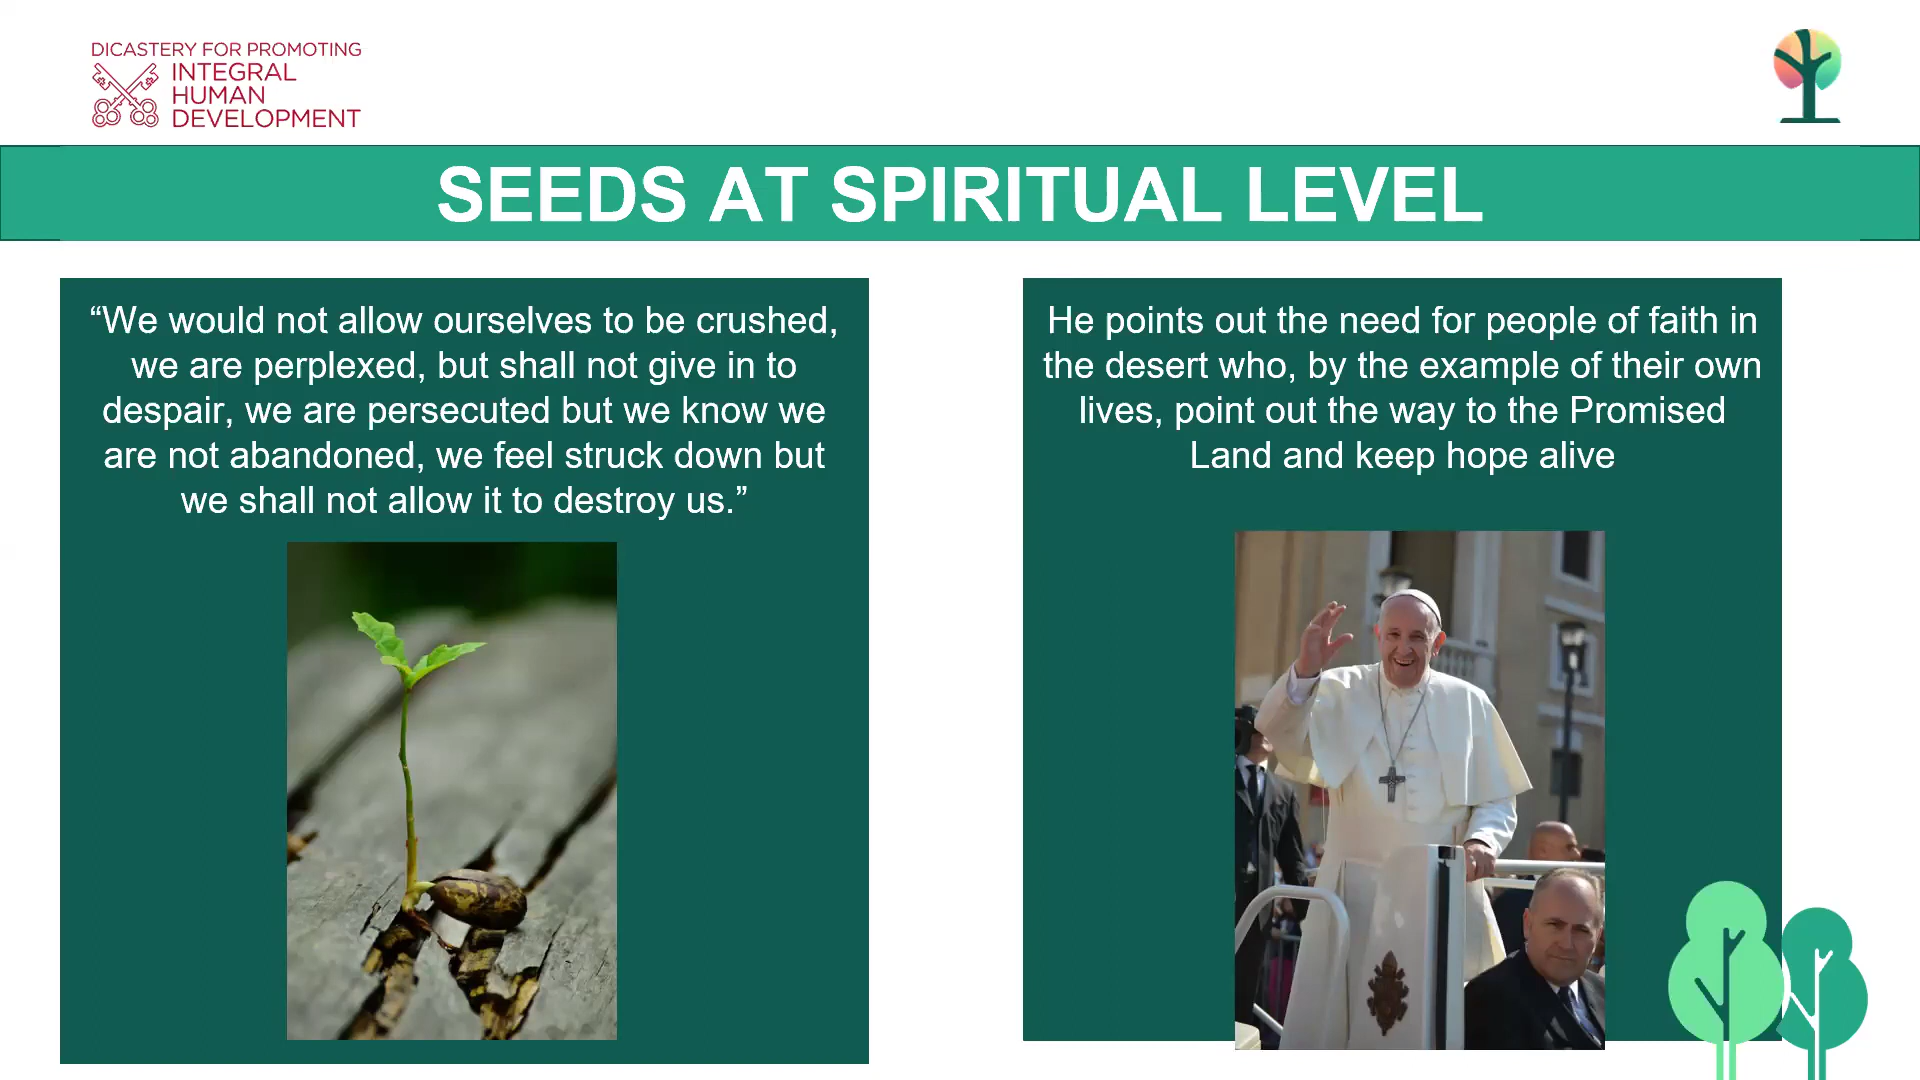 DICASTERY FOR PROMOTING
INTEGRAL
HUMAN
DEVELOPMENT
SEEDS AT SPIRITUAL LEVEL
“We would not allow ourselves to be crushed,
we are perplexed, but shall not give in to
despair, we are persecuted but we know we
are not abandoned, we feel struck down but
we shall not allow it to destroy us.”
He points out the need for people of faith in
the desert who, by the example of their own
lives, point out the way to the Promised
Land and keep hope alive